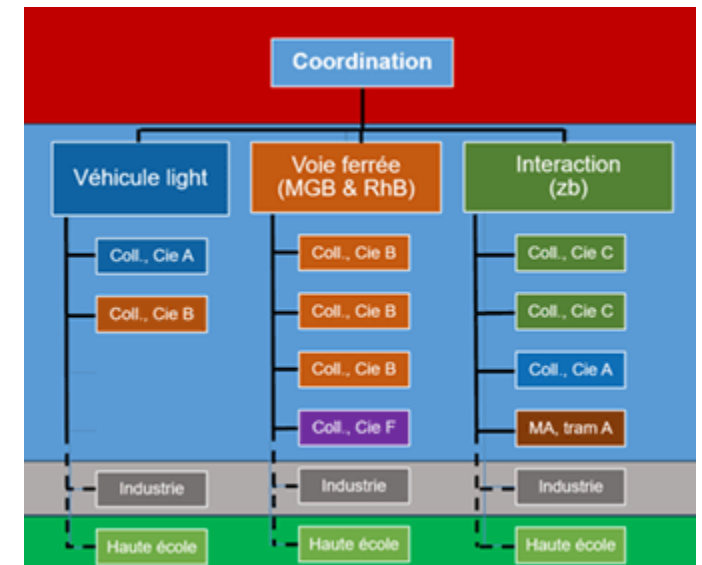 Coordination
Véhicule light
Voie ferrée
(MGB & RhB)
Interaction
(zb)
Coll., Cie A
Coll., Cie B
Coll., Cie C
Coll., Cie B
Coll., Cie B
Coll., Cie C
Coll., Cie B
Coll., Cie A
Coll., Cie F
MA, tram A
Industrie
Industrie
Industrie
Haute école
Haute école
Haute école